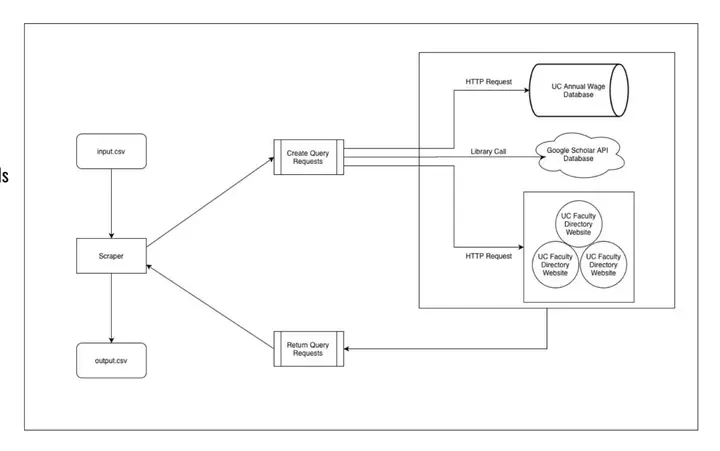 ls
input.csv
Scraper
output.csv
Create Query
Requests
Return Query
Requests
HTTP Request
UC Annual Wage
Database
Library Call
Google Scholar API
Database
HTTP Request
UC Faculty
Directory
Website
UC Faculty
Directory
Website
UC Faculty
Directory
Website